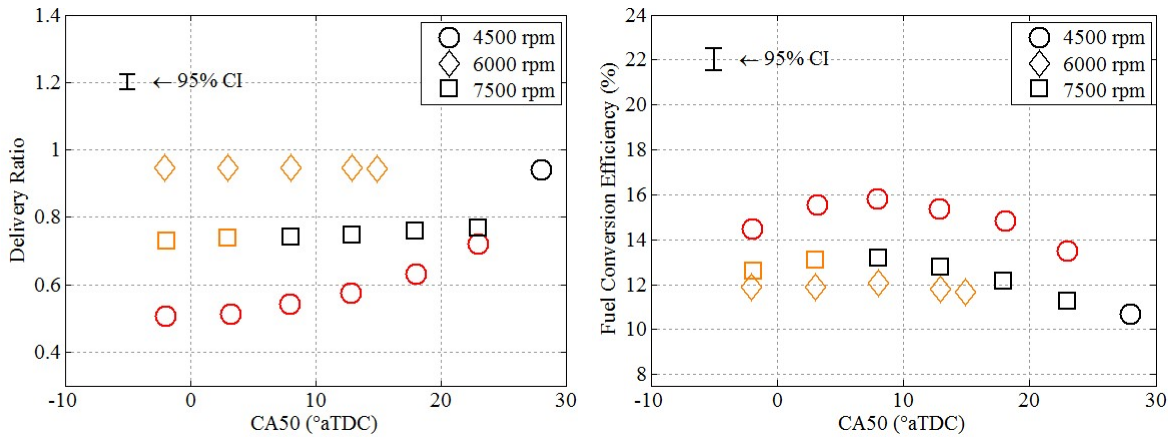 1.4
1.2
1
0.8
0.6
0.4
Delivery Ratio
← 95% CI
4500 rpm
6000 rpm
7500 rpm
-10
0
10
20
30
CA50 (°aTDC)
24
22
20
18
16
14
12
10
8
Fuel Conversion Efficiency (%)
← 95% CI
4500 rpm
6000 rpm
7500 rpm
-10
0
10
20
30
CA50 (°aTDC)